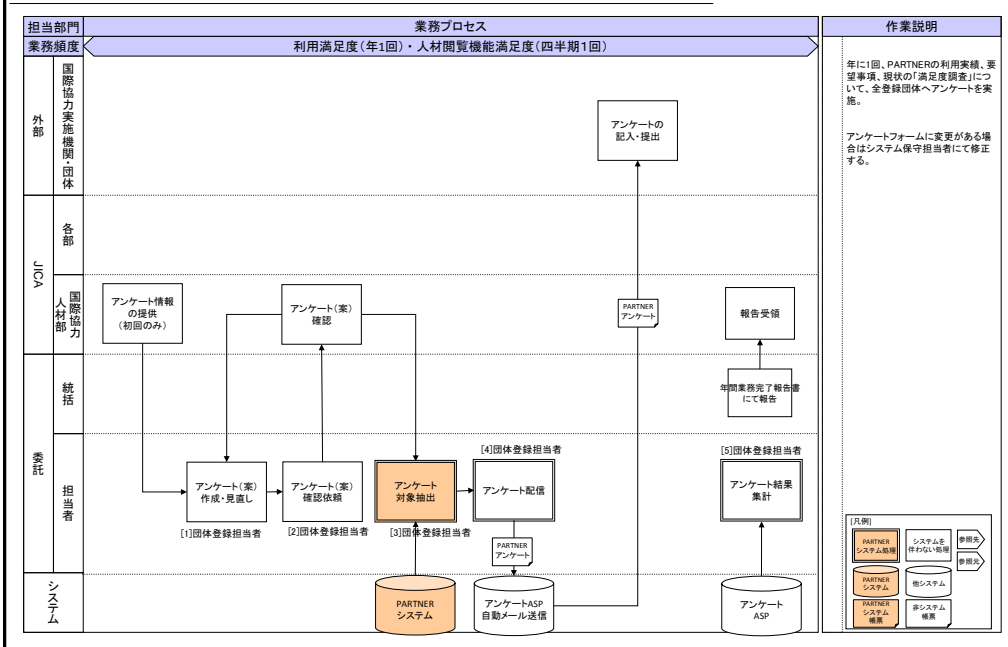 担当部門
業務プロセス
作業説明
業務頻度
利用満足度(年1回)・人材閲覧機能満足度(四半期1回)
外部
国際協力実施機関・団体
アンケートの
記入・提出
年に1回、PARTNERの利用実績、要
望事項、現状の「満足度調査」につ
いて、全登録団体へアンケートを実
施。
アンケートフォームに変更がある場
合はシステム保守担当者にて修正
する。
JICA
各部
国際協力
人材部
アンケート情報
の提供
(初回のみ)
アンケート(案)
確認
PARTNER
アンケート
報告受領
委託
統括
年間業務完了報告書
にて報告
担当者
アンケート(案)
作成・見直し
[1]団体登録担当者
アンケート(案)
確認依頼
[2]団体登録担当者
アンケート
対象抽出
[3]団体登録担当者
[4]団体登録担当者
アンケート配信
PARTNER
アンケート
[5]団体登録担当者
アンケート結果
集計
システム
PARTNER
システム
アンケートASP
自動メール送信
アンケート
ASP
[凡例]
PARTNER
システム処理
システムを
伴わない処理
参照先
参照元
PARTNER
システム
他システム
PARTNER
システム
帳票
非システム
帳票